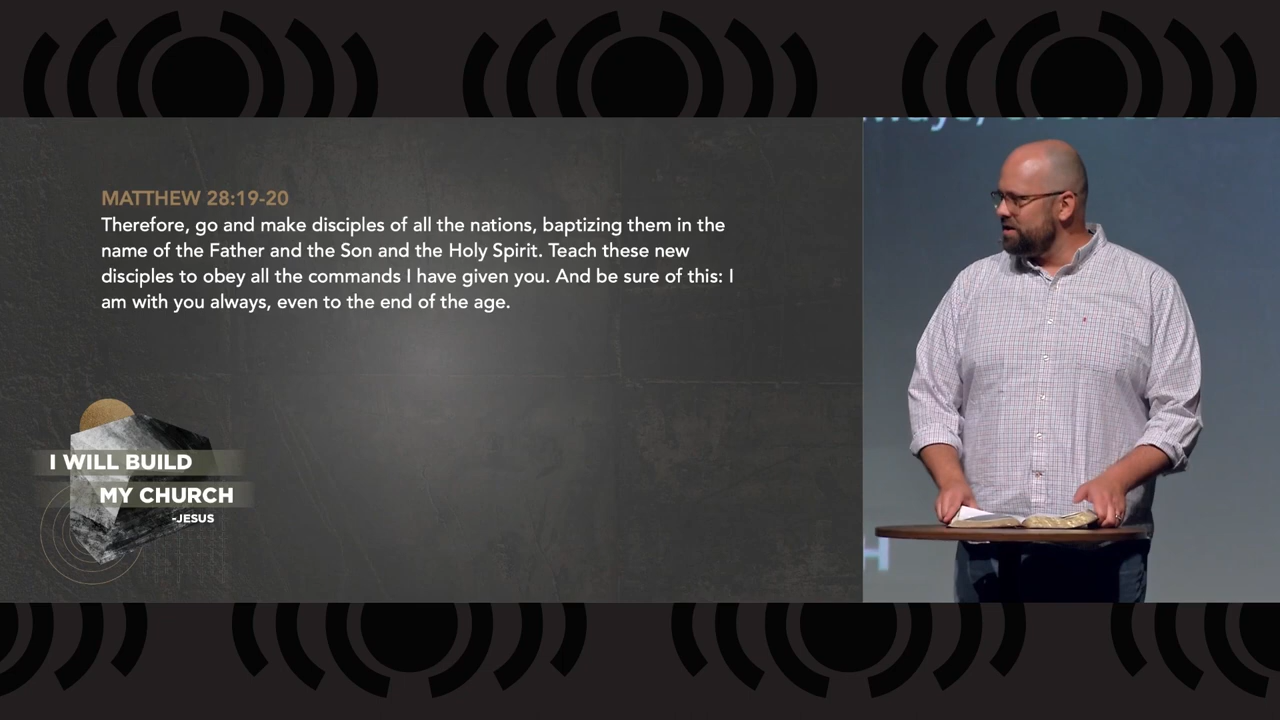 MATTHEW 28:19-20
Therefore, go and make disciples of all the nations, baptizing them in the
name of the Father and the Son and the Holy Spirit. Teach these new
disciples to obey all the commands I have given you. And be sure of this: I
am with you always, even to the end of the age.
I WILL BUILD
MY CHURCH
-JESUS
H